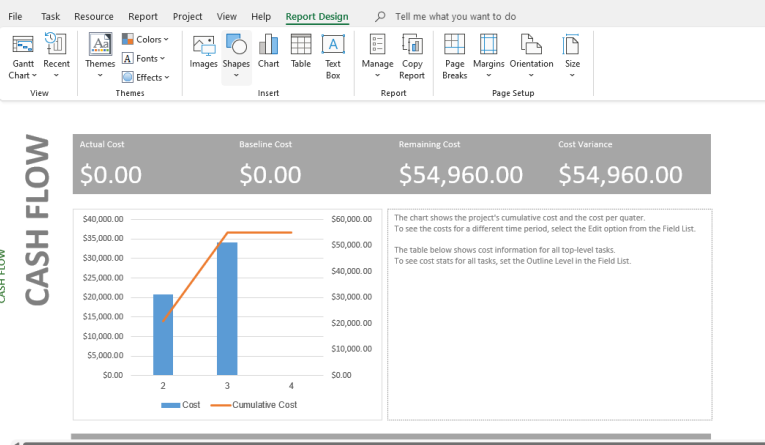 File Task Resource Report Project View Help Report Design Tell me what you want to do
Gantt Chart Recent Themes Colors Fonts Effects Images Shapes Chart Table Text Box Manage Copy Report Page Breaks Margins Orientation Size
View Themes Insert Report Page Setup
CASH FLOW
CASH FLOW
Actual Cost Baseline Cost Remaining Cost Cost Variance
$0.00 $0.00 $54,960.00 $54,960.00
$40,000.00
$35,000.00
$30,000.00
$25,000.00
$20,000.00
$15,000.00
$10,000.00
$5,000.00
$0.00
$60,000.00
$50,000.00
$40,000.00
$30,000.00
$20,000.00
$10,000.00
$0.00
2 3 4
Cost Cumulative Cost
The chart shows the project's cumulative cost and the cost per quater.
To see the costs for a different time period, select the Edit option from the Field List.
The table below shows cost information for all top-level tasks.
To see cost stats for all tasks, set the Outline Level in the Field List.